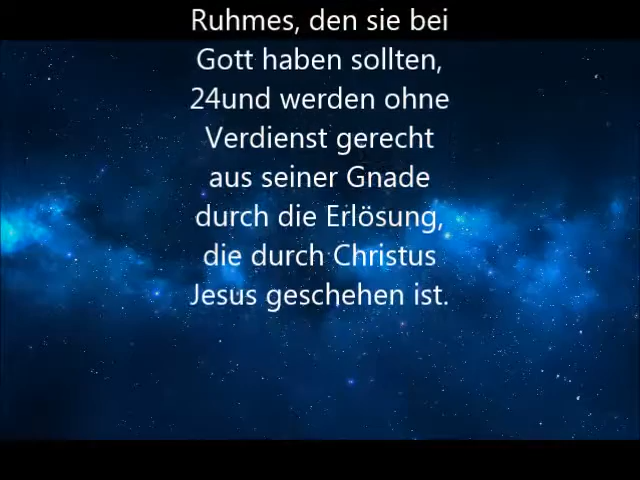 Ruhmes, den sie bei
Gott haben sollten,
24und werden ohne
Verdienst gerecht
aus seiner Gnade
durch die Erlösung,
die durch Christus
Jesus geschehen ist.